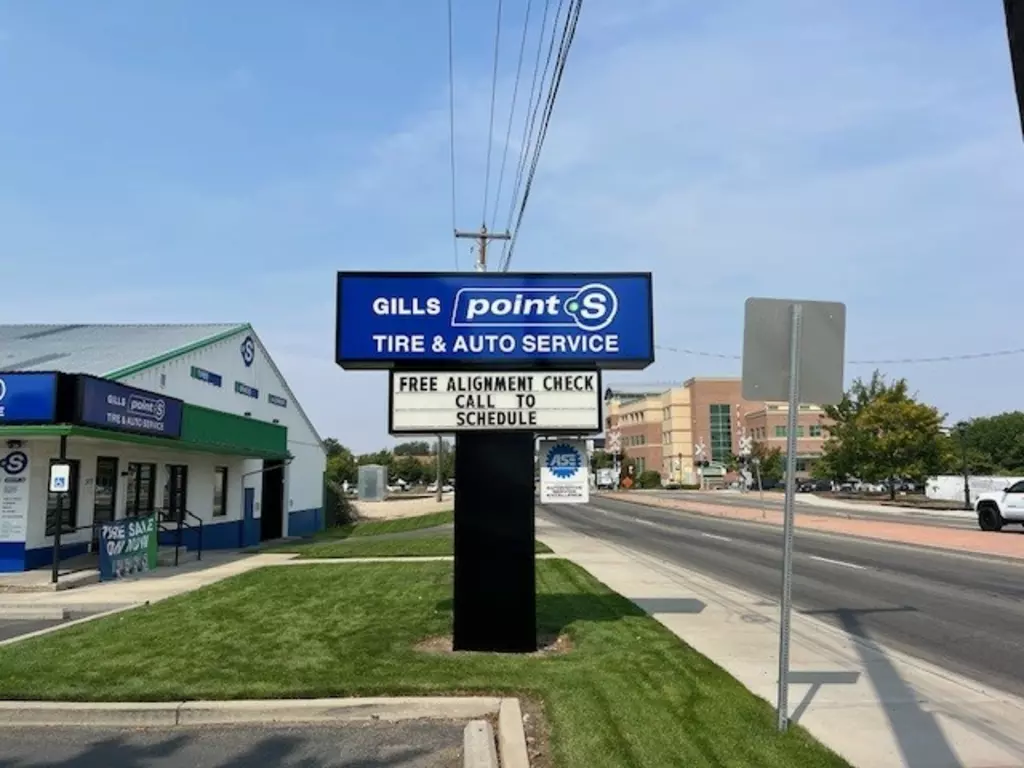 GILLS point S
TIRE & AUTO SERVICE
FREE ALIGNMENT CHECK
CALL TO
SCHEDULE
ASE
GILLS point S
TIRE & AUTO SERVICE
S
S
TIRE SALE
ON NOW